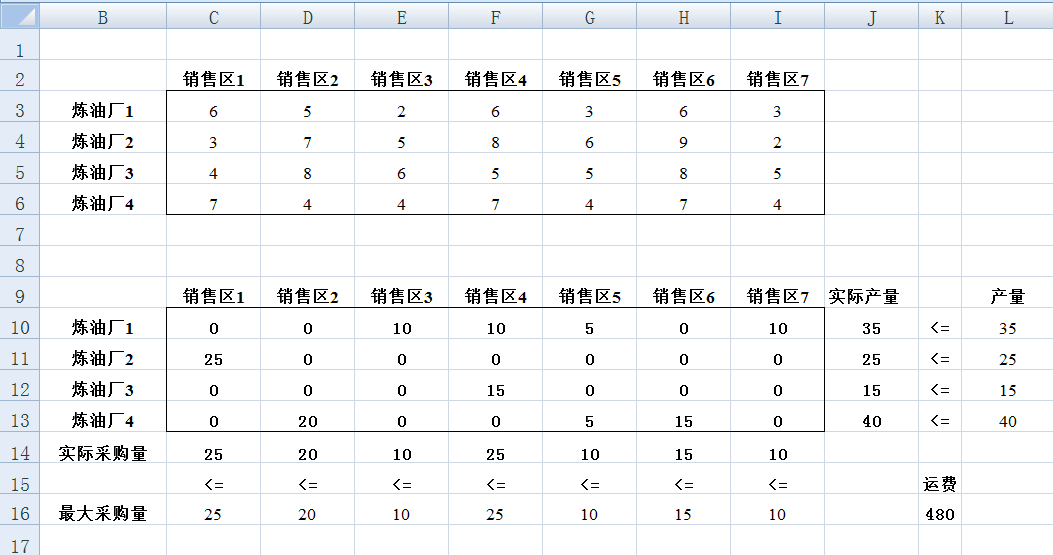 B C D E F G H I J K L
1
2 销售区1 销售区2 销售区3 销售区4 销售区5 销售区6 销售区7
3 炼油厂1 6 5 2 6 3 6 3
4 炼油厂2 3 7 5 8 6 9 2
5 炼油厂3 4 8 6 5 5 8 5
6 炼油厂4 7 4 4 7 4 7 4
7
8
9 销售区1 销售区2 销售区3 销售区4 销售区5 销售区6 销售区7 实际产量 产量
10 炼油厂1 0 0 10 10 5 0 10 35 <= 35
11 炼油厂2 25 0 0 0 0 0 0 25 <= 25
12 炼油厂3 0 0 0 15 0 0 0 15 <= 15
13 炼油厂4 0 20 0 0 5 15 0 40 <= 40
14 实际采购量 25 20 10 25 10 15 10
15 <= <= <= <= <= <= <= 运费
16 最大采购量 25 20 10 25 10 15 10 480
17